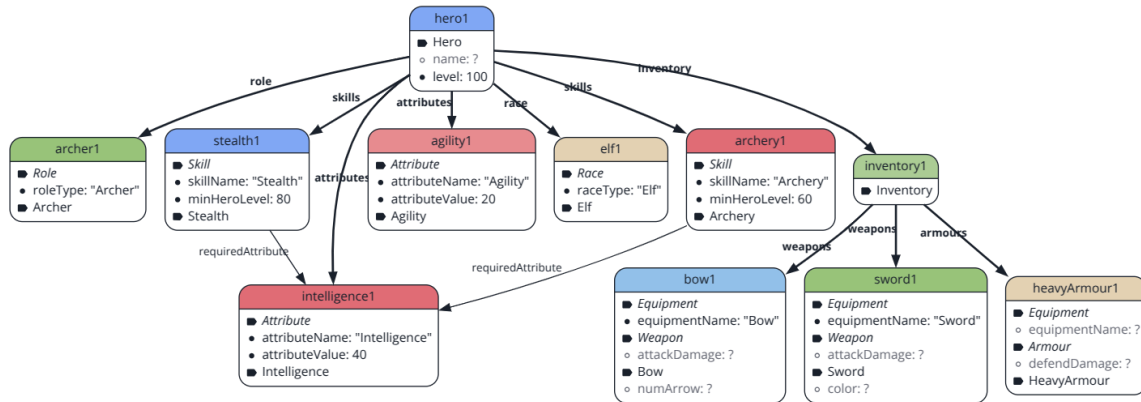 hero1
Hero
name: ?
level: 100
role
skills
attributes
attributes
race
skills
inventory
archer1
Role
roleType: "Archer"
Archer
stealth1
Skill
skillName: "Stealth"
minHeroLevel: 80
Stealth
agility1
Attribute
attributeName: "Agility"
attributeValue: 20
Agility
elf1
Race
raceType: "Elf"
Elf
archery1
Skill
skillName: "Archery"
minHeroLevel: 60
Archery
inventory1
Inventory
requiredAttribute
requiredAttribute
weapons
weapons
armours
intelligence1
Attribute
attributeName: "Intelligence"
attributeValue: 40
Intelligence
bow1
Equipment
equipmentName: "Bow"
Weapon
attackDamage: ?
Bow
numArrow: ?
sword1
Equipment
equipmentName: "Sword"
Weapon
attackDamage: ?
Sword
color: ?
heavyArmour1
Equipment
equipmentName: ?
Armour
defendDamage: ?
HeavyArmour